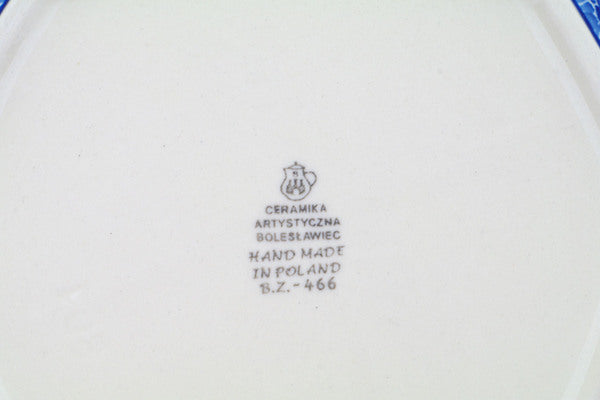 CERAMIKA
ARTYSTYCZNA
BOLESŁAWIEC
HAND MADE
IN POLAND
B.Z.-466